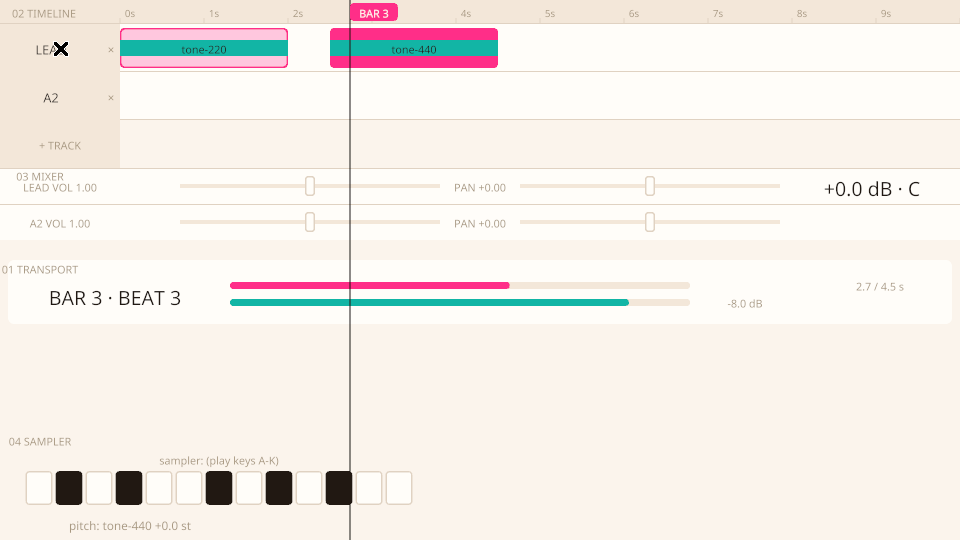 02 TIMELINE 0s 1s 2s BAR 3 4s 5s 6s 7s 8s 9s
× tone-220 tone-440
A2 ×
+ TRACK
03 MIXER
LEAD VOL 1.00 PAN +0.00 +0.0 dB · C
A2 VOL 1.00 PAN +0.00
01 TRANSPORT
BAR 3 · BEAT 3 2.7 / 4.5 s
-8.0 dB
04 SAMPLER
sampler: (play keys A-K)
pitch: tone-440 +0.0 st